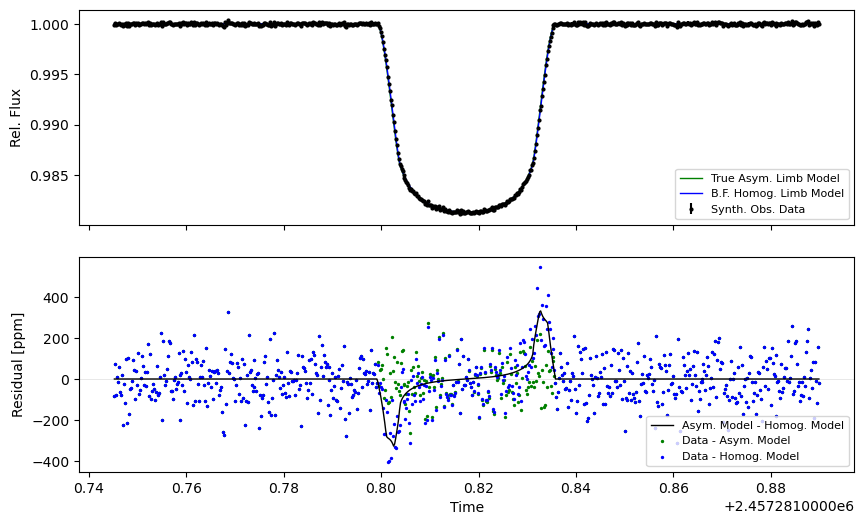 1.000
0.995
0.990
0.985
Rel. Flux
True Asym. Limb Model
B.F. Homog. Limb Model
Synth. Obs. Data
400
200
0
−200
−400
Residual [ppm]
Asym. Model - Homog. Model
Data - Asym. Model
Data - Homog. Model
0.74 0.76 0.78 0.80 0.82 0.84 0.86 0.88
Time
+2.4572810000e6